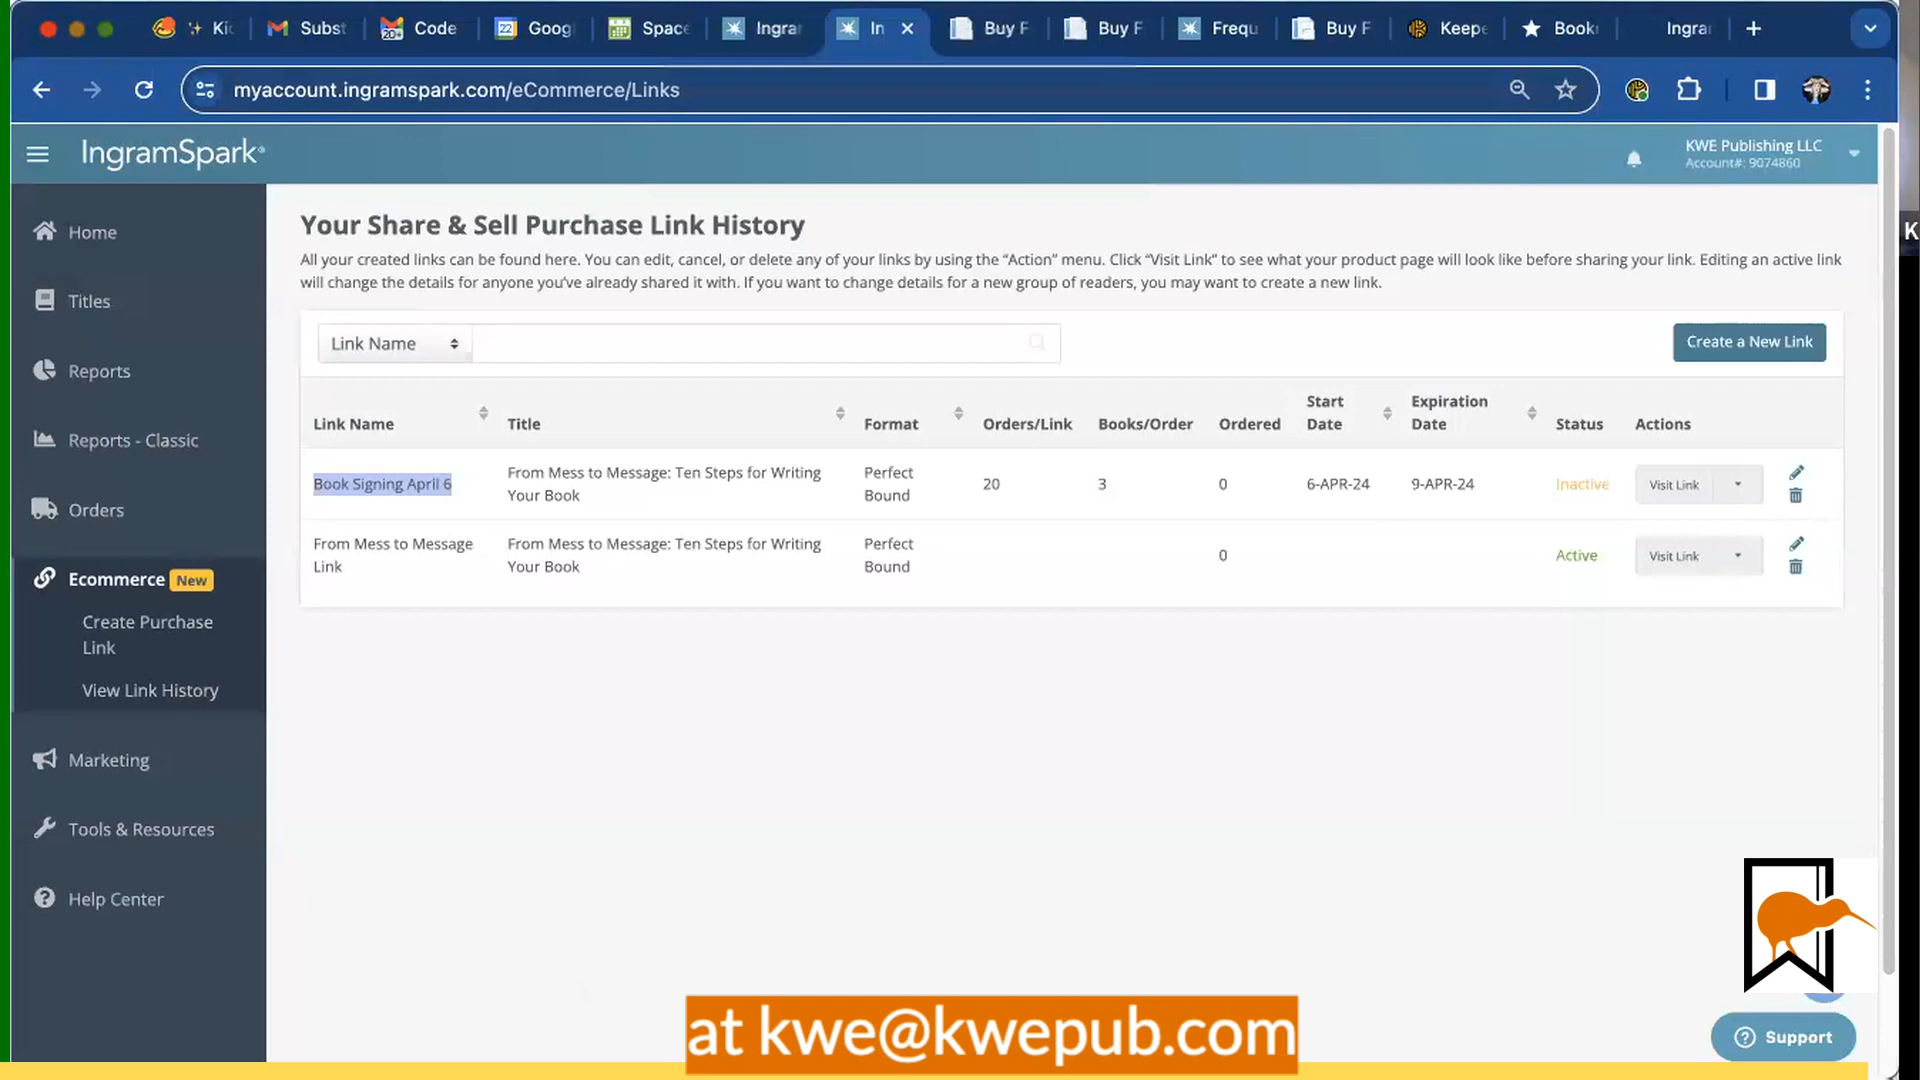 Kic
Subst
Code
20+
22
Goog
Space
Ingrar
In
Buy F
Buy F
Frequ
Buy F
Keepe
Book
Ingrar
myaccount.ingramspark.com/eCommerce/Links
IngramSpark
KWE Publishing LLC
Account#: 9074860
K
Home
Titles
Reports
Reports - Classic
Orders
Ecommerce New
Create Purchase
Link
View Link History
Marketing
Tools & Resources
Help Center
Your Share & Sell Purchase Link History
All your created links can be found here. You can edit, cancel, or delete any of your links by using the “Action” menu. Click “Visit Link” to see what your product page will look like before sharing your link. Editing an active link
will change the details for anyone you’ve already shared it with. If you want to change details for a new group of readers, you may want to create a new link.
Link Name
Create a New Link
Link Name Title Format Orders/Link Books/Order Ordered Start Date Expiration Date Status Actions
Book Signing April 6
From Mess to Message: Ten Steps for Writing
Your Book
Perfect
Bound
20
3
0
6-APR-24
9-APR-24
Inactive
Visit Link
From Mess to Message
Link
From Mess to Message: Ten Steps for Writing
Your Book
Perfect
Bound
0
Active
Visit Link
at kwe@kwepub.com
Support